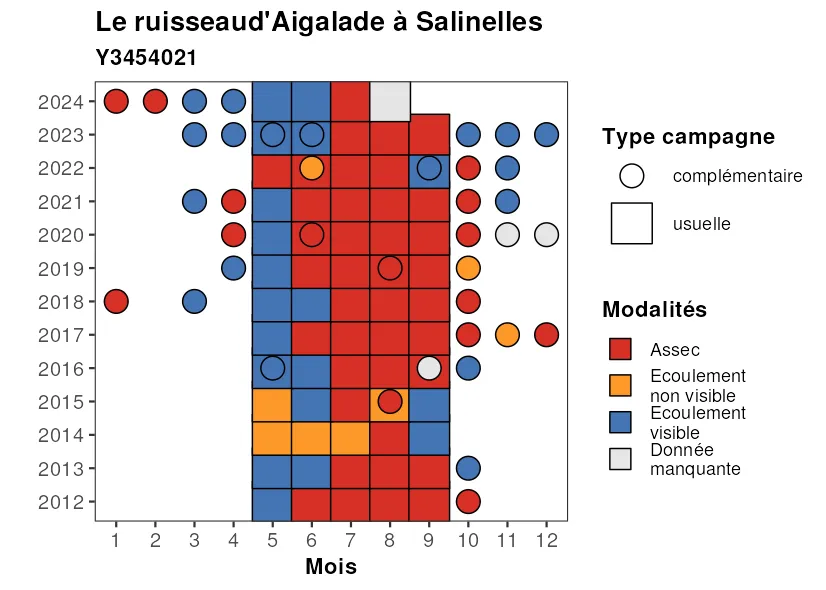 Le ruisseaud'Aigalade à Salinelles
Y3454021
2024
2023
2022
2021
2020
2019
2018
2017
2016
2015
2014
2013
2012
1 2 3 4 5 6 7 8 9 10 11 12
Mois
Type campagne
complémentaire
usuelle
Modalités
Assec
Ecoulement
non visible
Ecoulement
visible
Donnée
manquante